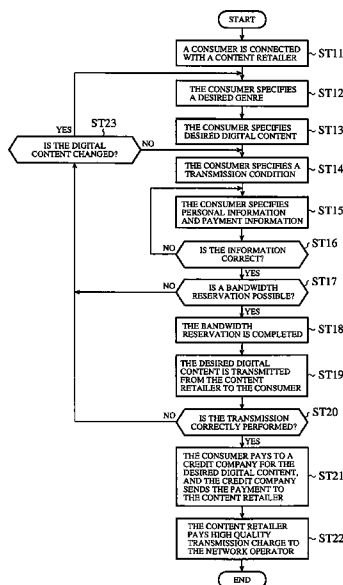 START
A CONSUMER IS CONNECTED
WITH A CONTENT RETAILER
ST11
THE CONSUMER SPECIFIES
A DESIRED GENRE
ST12
THE CONSUMER SPECIFIES
DESIRED DIGITAL CONTENT
ST13
YES
ST23
IS THE DIGITAL
CONTENT CHANGED?
NO
THE CONSUMER SPECIFIES A
TRANSMISSION CONDITION
ST14
THE CONSUMER SPECIFIES
PERSONAL INFORMATION
AND PAYMENT INFORMATION
ST15
ST16
NO
IS THE INFORMATION
CORRECT?
YES
ST17
NO
IS A BANDWIDTH
RESERVATION POSSIBLE?
YES
THE BANDWIDTH
RESERVATION IS COMPLETED
ST18
THE DESIRED DIGITAL
CONTENT IS TRANSMITTED
FROM THE CONTENT
RETAILER TO THE CONSUMER
ST19
ST20
NO
IS THE TRANSMISSION
CORRECTLY PERFORMED?
YES
THE CONSUMER PAYS TO A
CREDIT COMPANY FOR THE
DESIRED DIGITAL CONTENT,
AND THE CREDIT COMPANY
SENDS THE PAYMENT TO
THE CONTENT RETAILER
ST21
THE CONTENT RETAILER
PAYS HIGH QUALITY
TRANSMISSION CHARGE TO
THE NETWORK OPERATOR
ST22
END